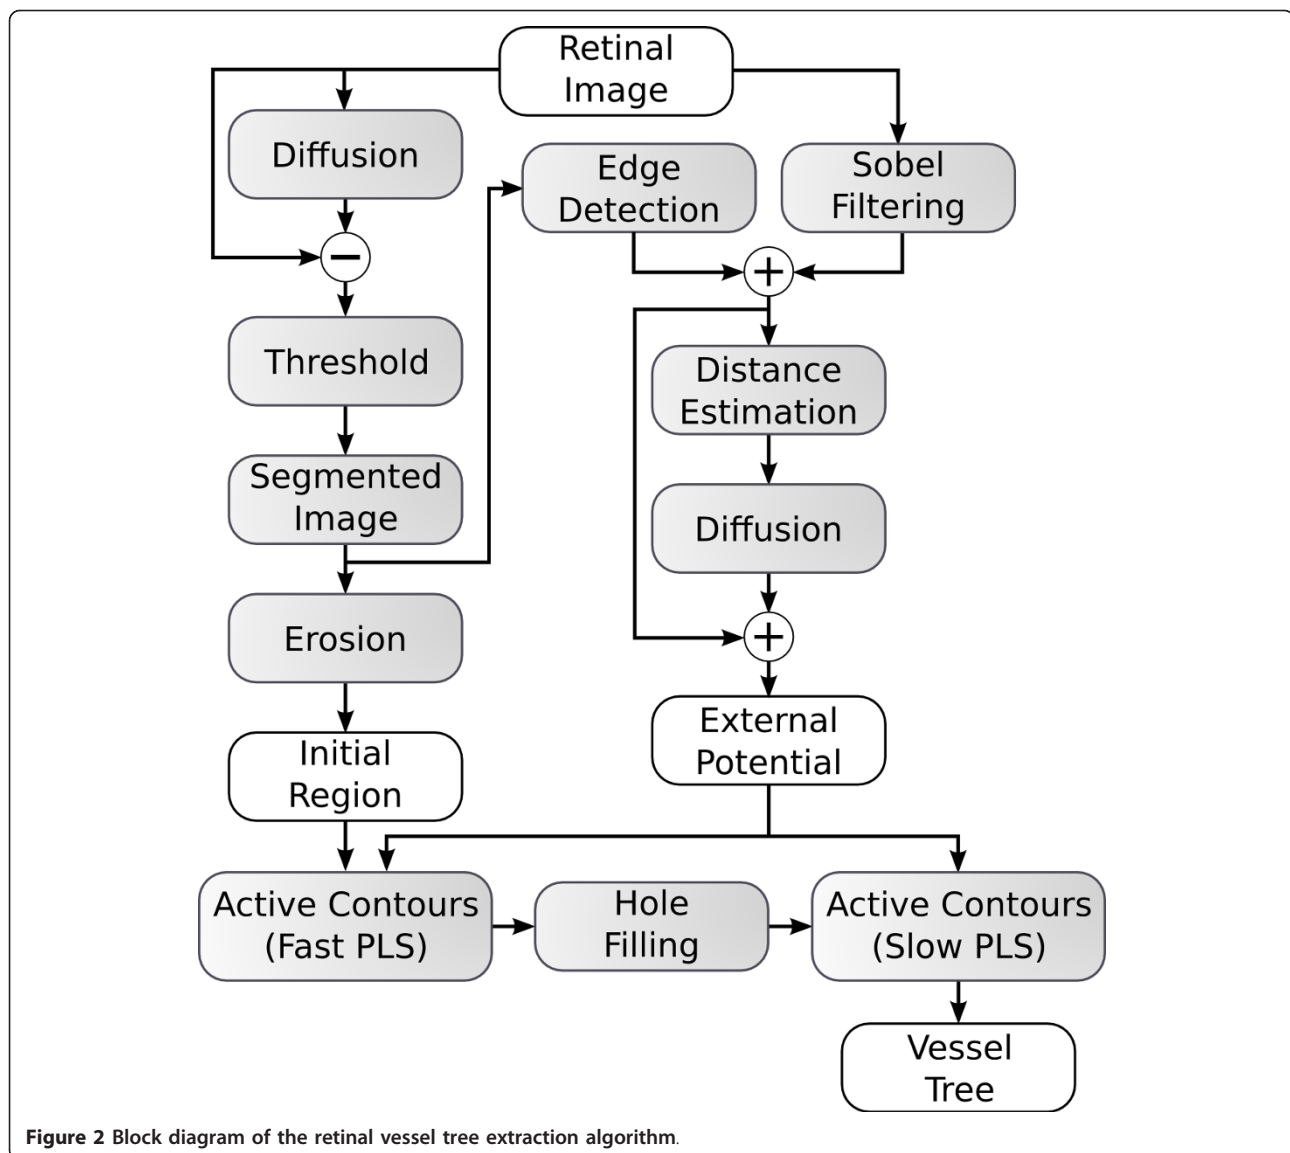 Retinal
Image
Diffusion
Edge
Detection
Sobel
Filtering
−
+
Threshold
Distance
Estimation
Segmented
Image
Diffusion
Erosion
+
External
Potential
Initial
Region
Active Contours
(Fast PLS)
Hole
Filling
Active Contours
(Slow PLS)
Vessel
Tree
Figure 2 Block diagram of the retinal vessel tree extraction algorithm.